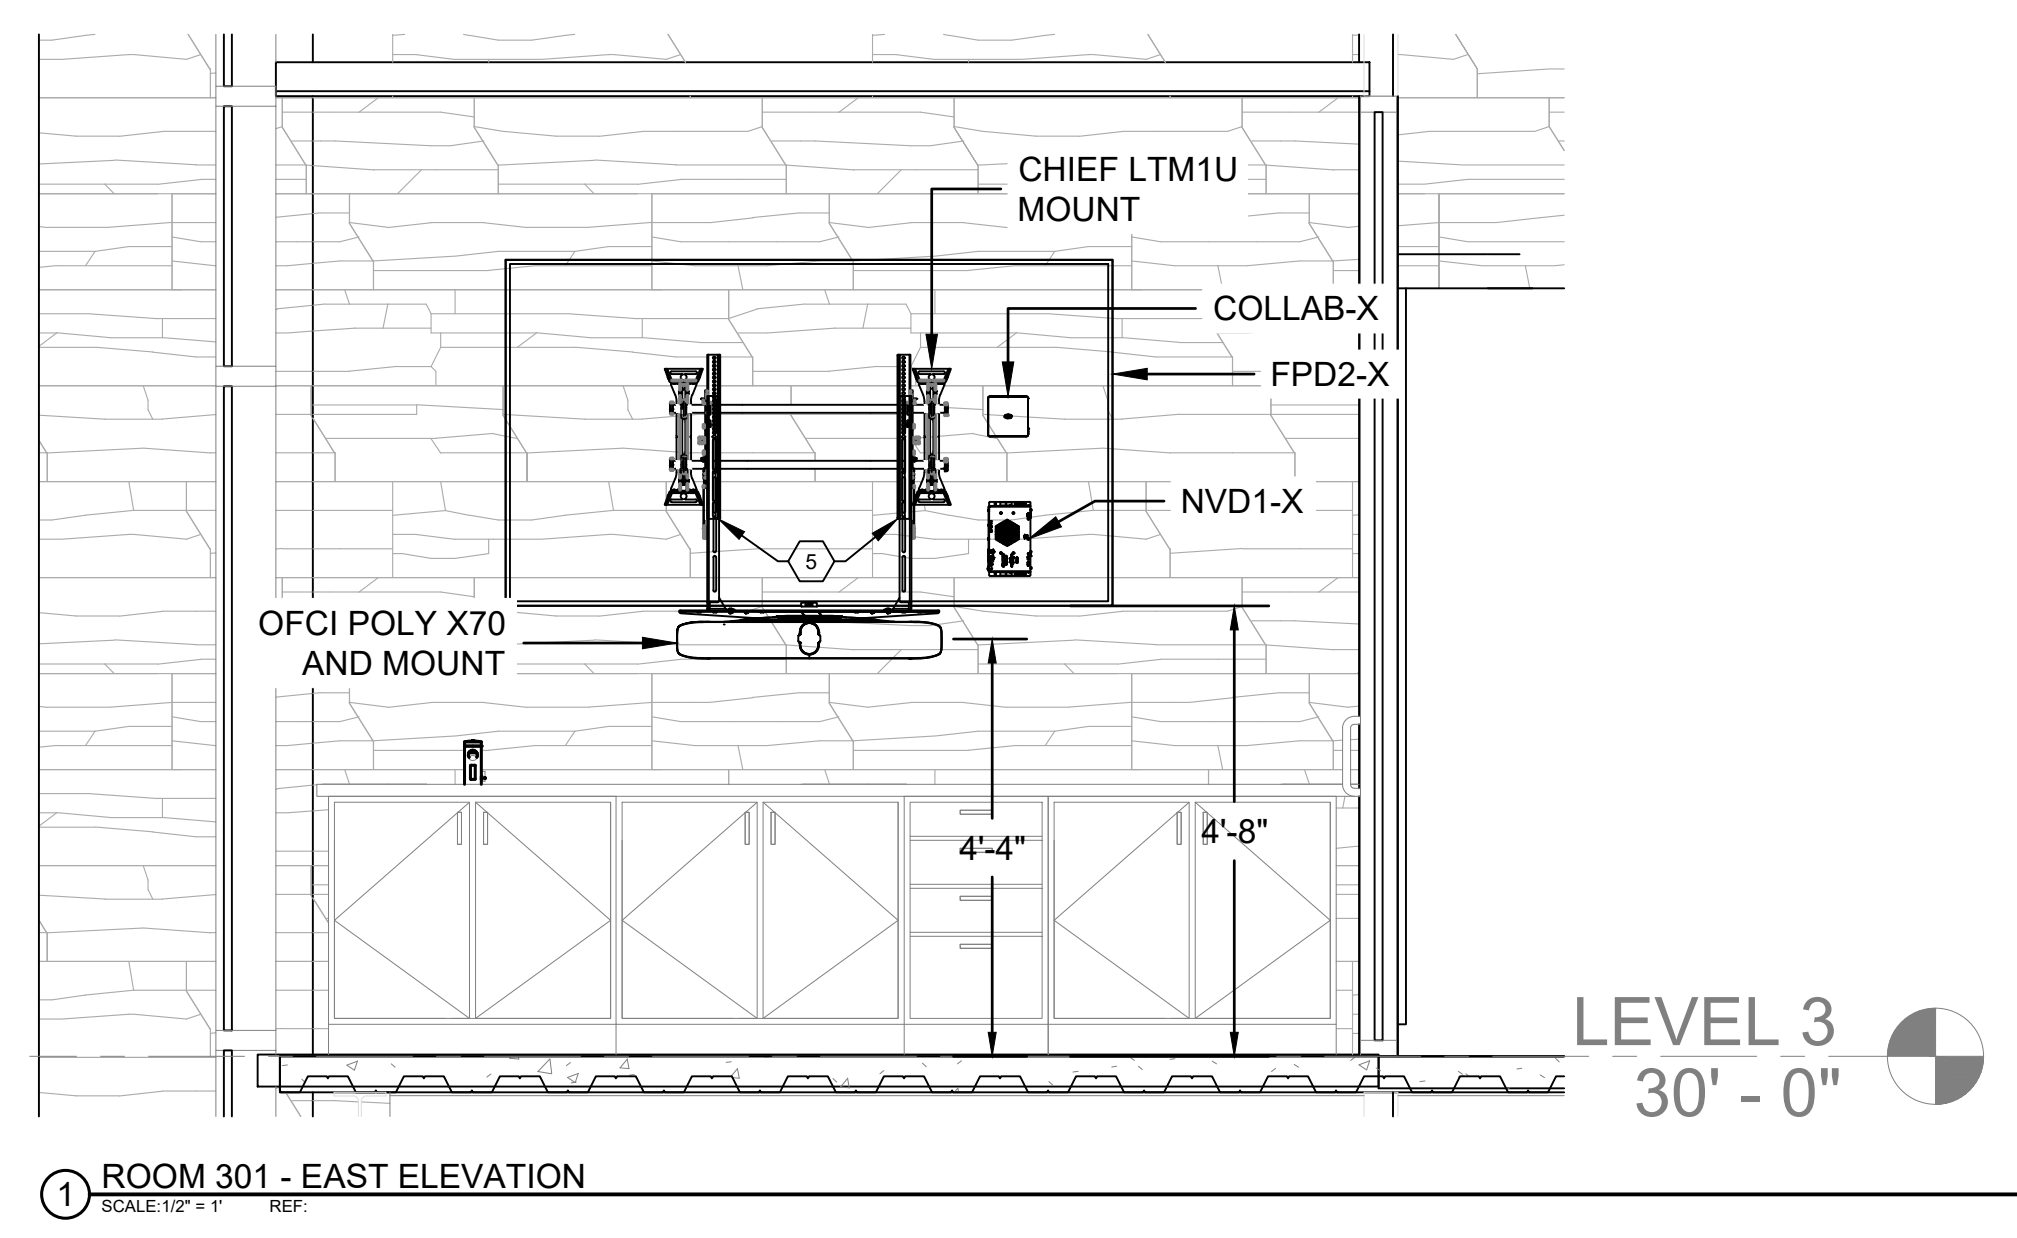 CHIEF LTM1U
MOUNT
COLLAB-X
FPD2-X
NVD1-X
5
OFCI POLY X70
AND MOUNT
4'-4"
4'-8"
LEVEL 3
30' - 0"
1
ROOM 301 - EAST ELEVATION
SCALE:1/2" = 1' REF: